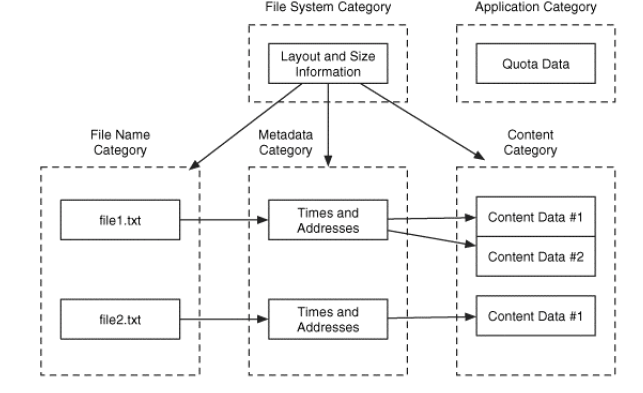 File System Category
Application Category
Layout and Size
Information
Quota Data
File Name
Category
Metadata
Category
Content
Category
file1.txt
Times and
Addresses
Content Data #1
Content Data #2
file2.txt
Times and
Addresses
Content Data #1